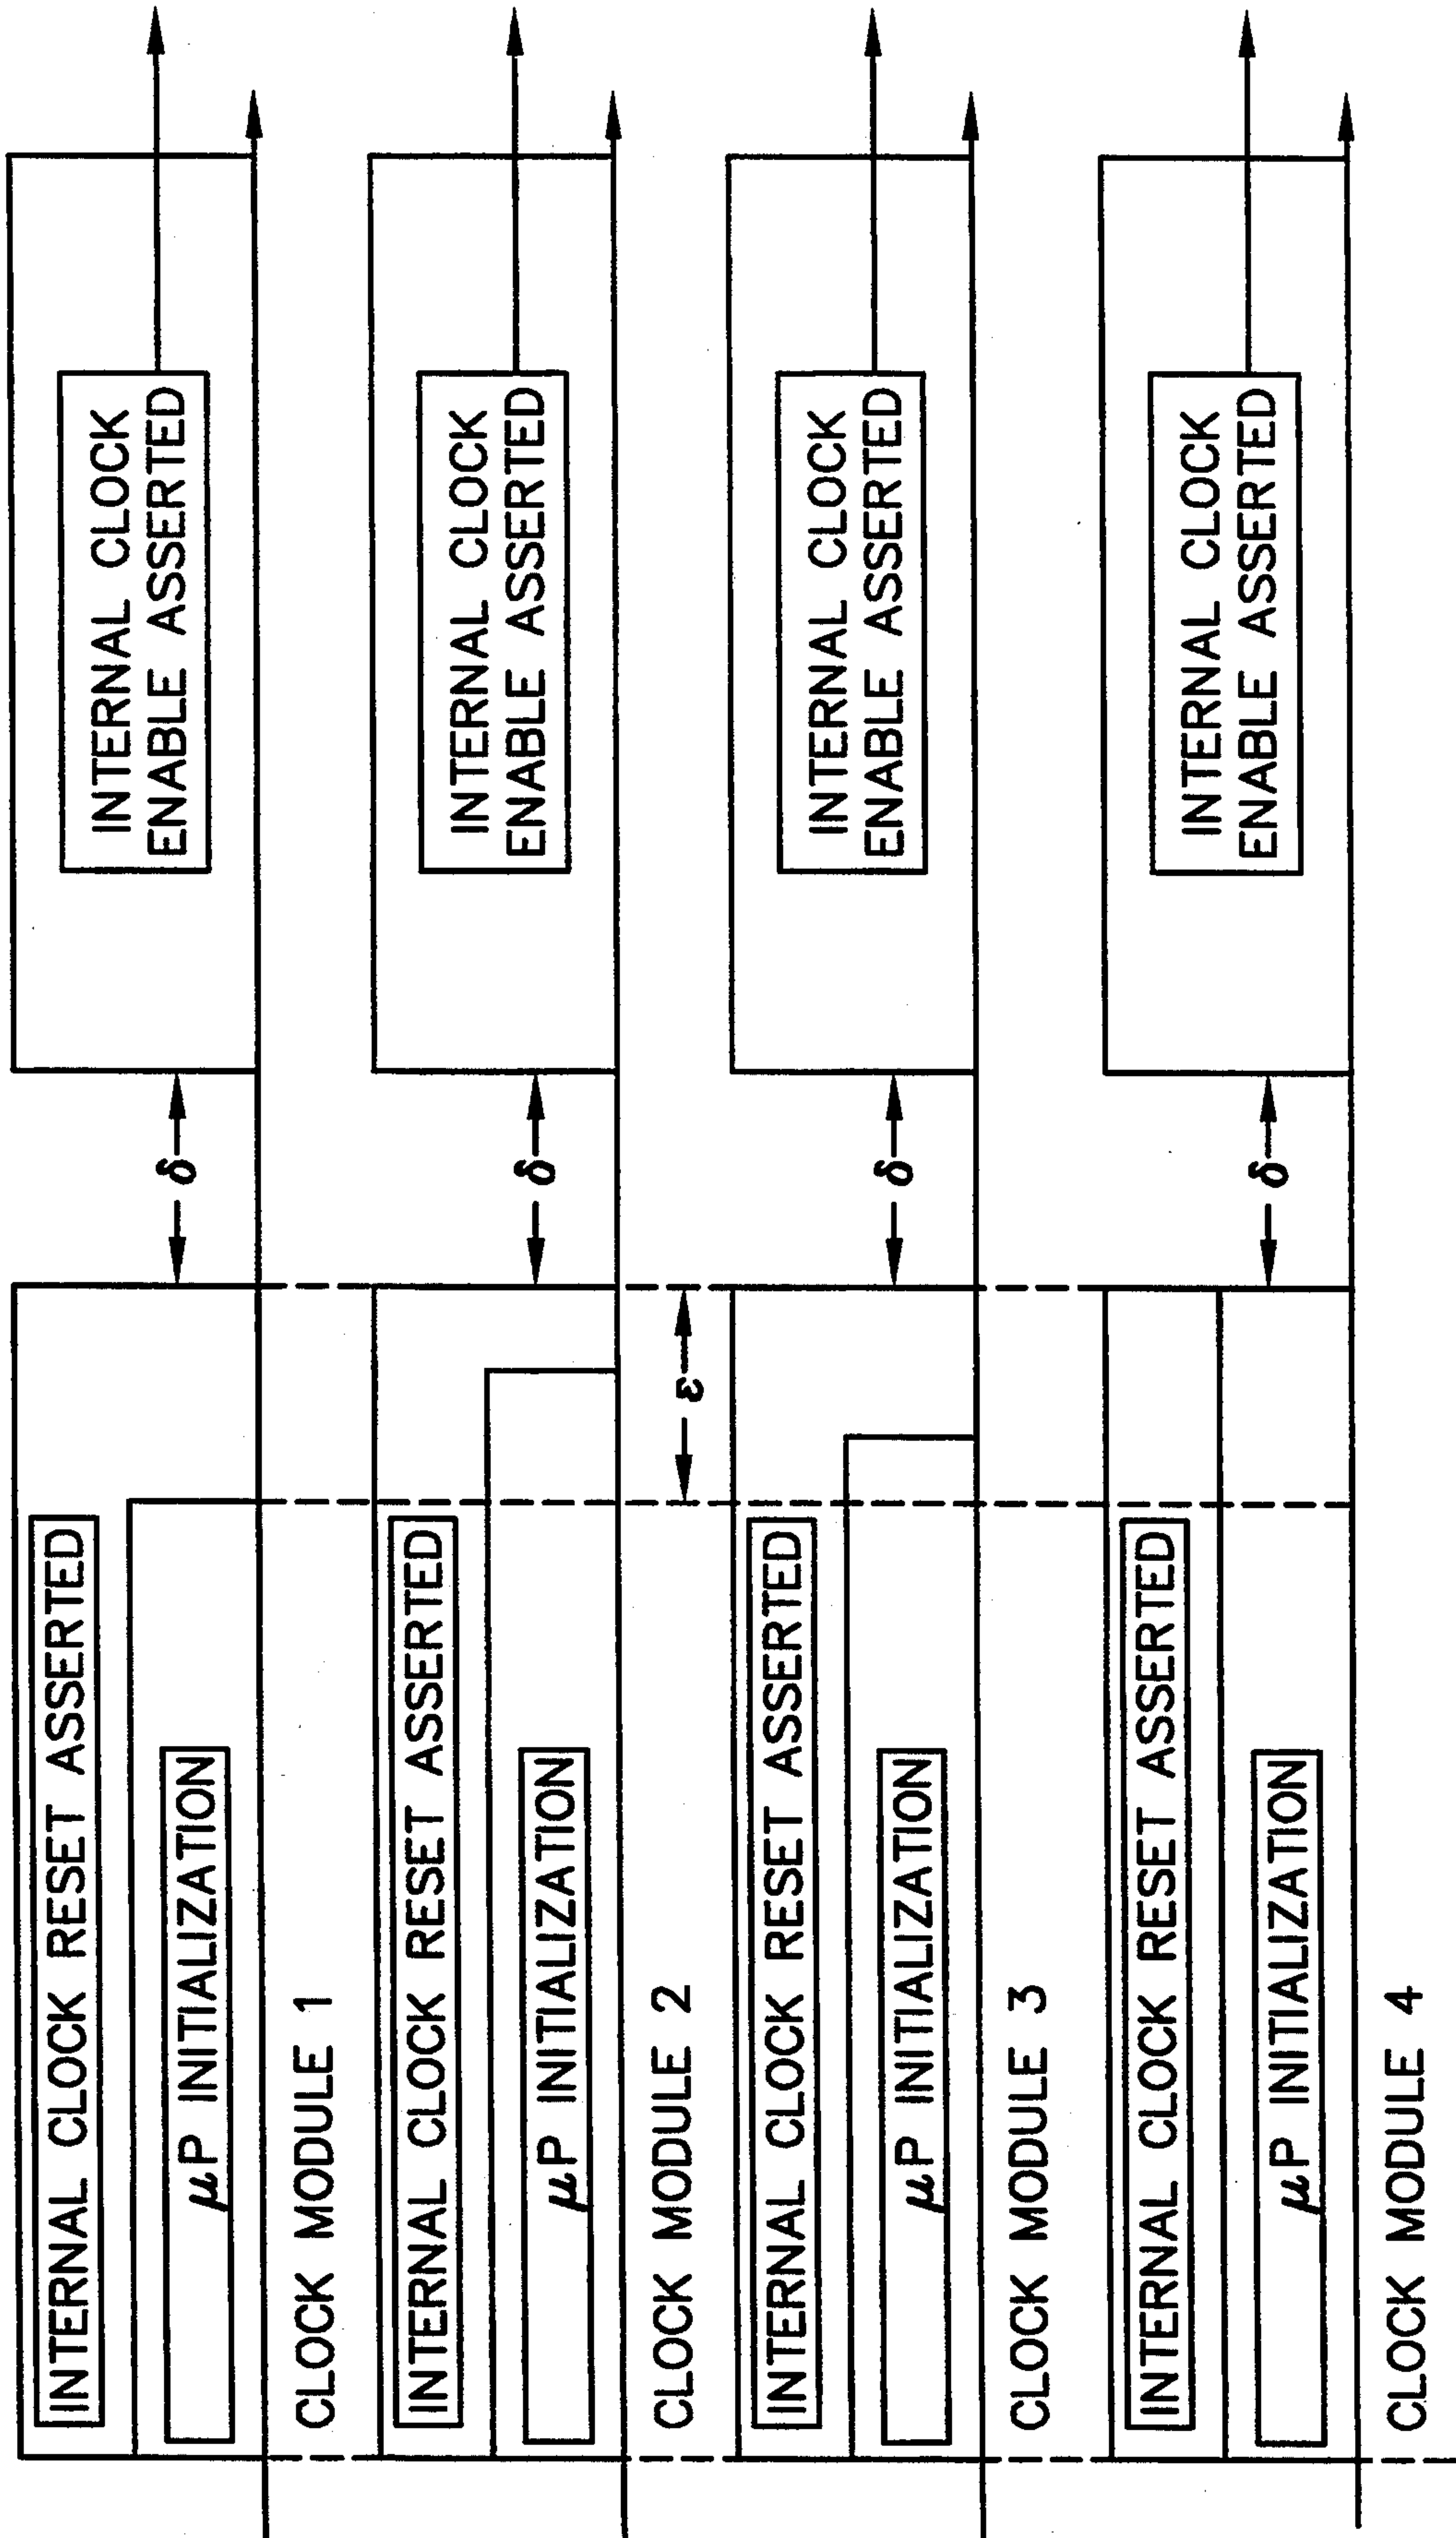 INTERNAL CLOCK RESET ASSERTED
μP INITIALIZATION
δ
INTERNAL CLOCK
ENABLE ASSERTED
CLOCK MODULE 1
INTERNAL CLOCK RESET ASSERTED
μP INITIALIZATION
δ
INTERNAL CLOCK
ENABLE ASSERTED
CLOCK MODULE 2
ε
INTERNAL CLOCK RESET ASSERTED
μP INITIALIZATION
δ
INTERNAL CLOCK
ENABLE ASSERTED
CLOCK MODULE 3
INTERNAL CLOCK RESET ASSERTED
μP INITIALIZATION
δ
INTERNAL CLOCK
ENABLE ASSERTED
CLOCK MODULE 4